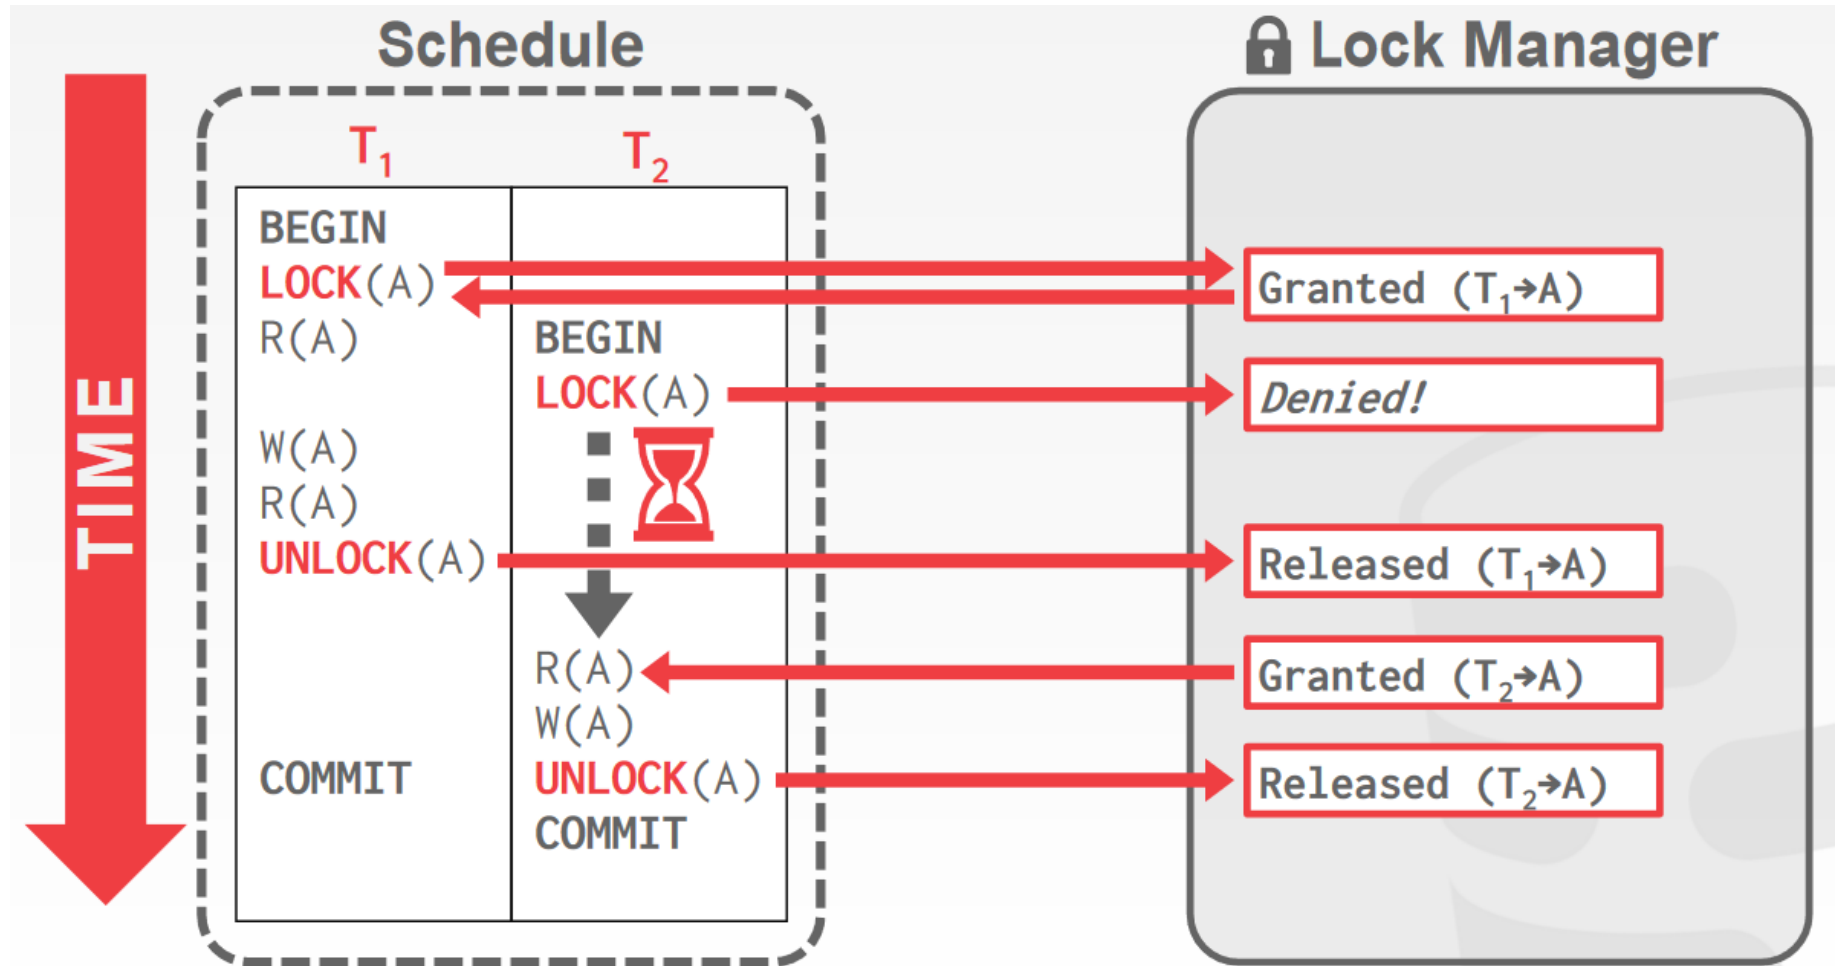 Schedule
Lock Manager
TIME
T1
T2
BEGIN
LOCK(A)
Granted (T1→A)
R(A)
BEGIN
LOCK(A)
Denied!
W(A)
R(A)
UNLOCK(A)
Released (T1→A)
R(A)
Granted (T2→A)
W(A)
COMMIT
UNLOCK(A)
Released (T2→A)
COMMIT